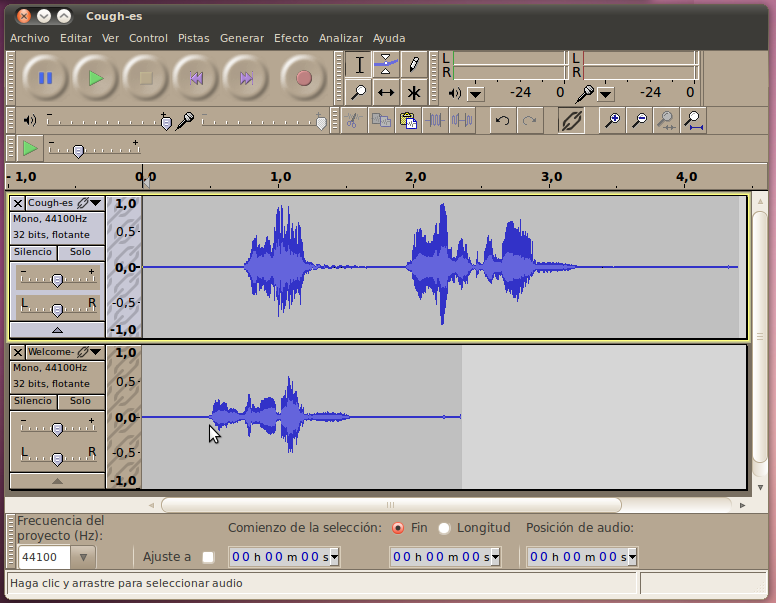 Cough-es
Archivo Editar Ver Control Pistas Generar Efecto Analizar Ayuda
L
R
-24 0
L
R
-24 0
- 1,0 0,0 1,0 2,0 3,0 4,0
Cough-es
Mono, 44100Hz
32 bits, flotante
Silencio Solo
- +
L R
1,0
0,5
0,0
-0,5
-1,0
Welcome-
Mono, 44100Hz
32 bits, flotante
Silencio Solo
- +
L R
1,0
0,5
0,0
-0,5
-1,0
Frecuencia del
proyecto (Hz):
44100
Ajuste a
Comienzo de la selección: Fin Longitud
Posición de audio:
00 h 00 m 00 s
00 h 00 m 00 s
00 h 00 m 00 s
Haga clic y arrastre para seleccionar audio